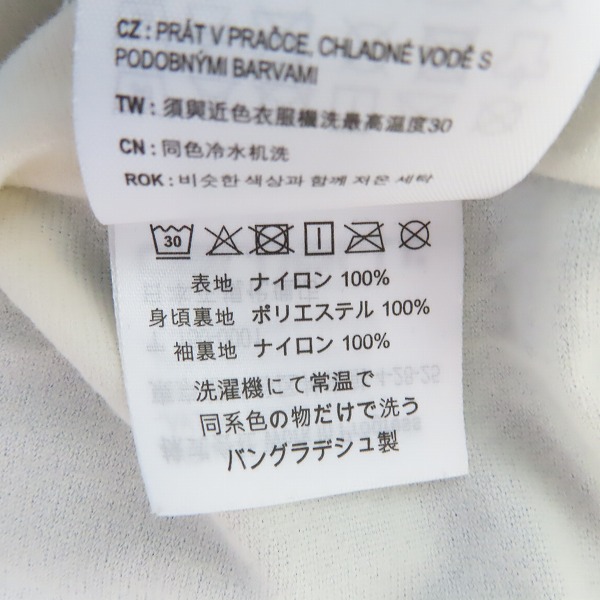 CZ : PRÁT V PRAČCE, CHLADNÉ VODĚ S
PODOBNÝMI BARVAMI
TW : 須與近色衣服機洗最高溫度30
CN : 同色冷水机洗
ROK : 비슷한 색상과 함께 저온 세탁
30
表地 ナイロン 100%
身頃裏地 ポリエステル 100%
袖裏地 ナイロン 100%
洗濯機にて常温で
同系色の物だけで洗う
バングラデシュ製